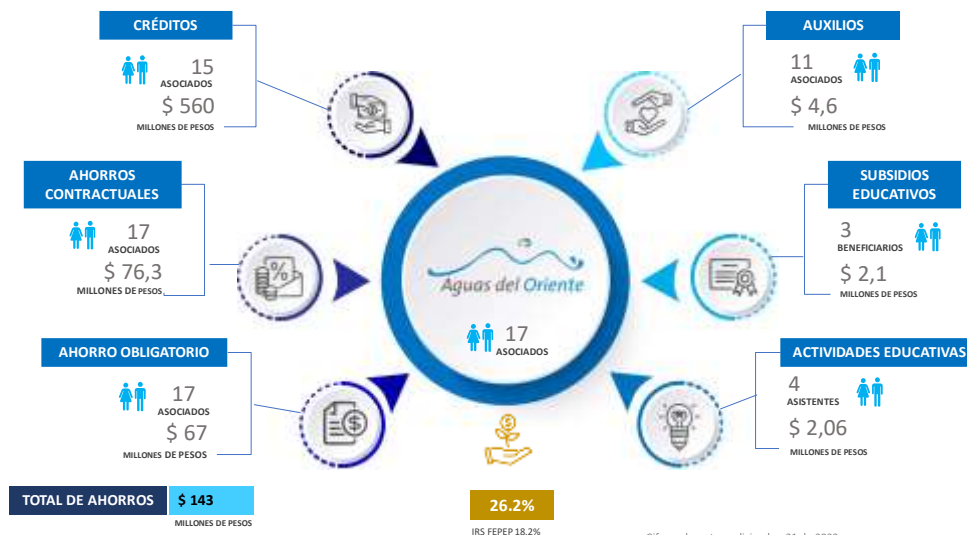 CRÉDITOS
15
ASOCIADOS
$ 560
MILLONES DE PESOS
AHORROS
CONTRACTUALES
17
ASOCIADOS
$ 76,3
MILLONES DE PESOS
AHORRO OBLIGATORIO
17
ASOCIADOS
$ 67
MILLONES DE PESOS
TOTAL DE AHORROS
$ 143
MILLONES DE PESOS
Aguas del Oriente
17
ASOCIADOS
26.2%
IRS FEPEP 18.2%
AUXILIOS
11
ASOCIADOS
$ 4,6
MILLONES DE PESOS
SUBSIDIOS
EDUCATIVOS
3
BENEFICIARIOS
$ 2,1
MILLONES DE PESOS
ACTIVIDADES EDUCATIVAS
4
ASISTENTES
$ 2,06
MILLONES DE PESOS